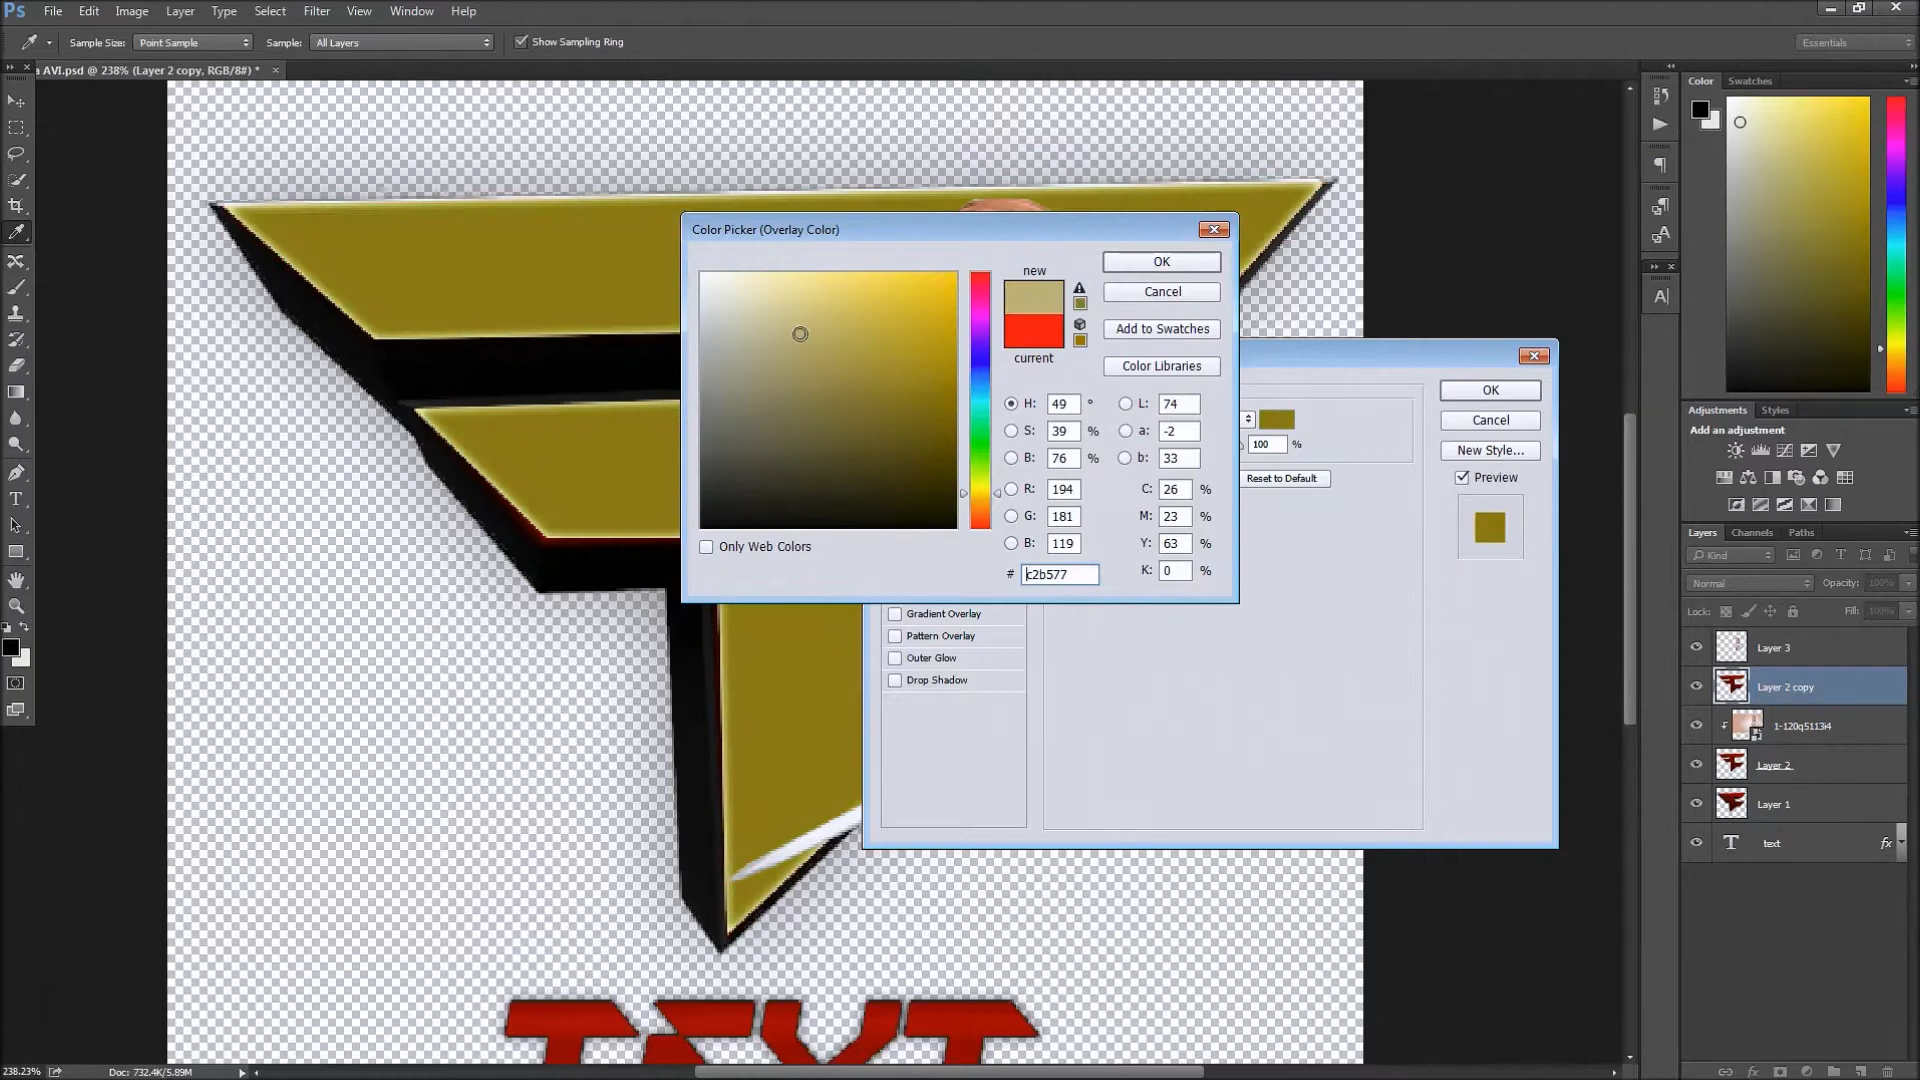 Ps File Edit Image Layer Type Select Filter View Window Help
Sample Size: Point Sample Sample: All Layers Show Sampling Ring Essentials
a AVI.psd @ 238% (Layer 2 copy, RGB/8#) *
Color Swatches
Color Picker (Overlay Color)
new
current
OK
Cancel
Add to Swatches
Color Libraries
H: 49 ° L: 74
S: 39 % a: -2
B: 76 % b: 33
R: 194 C: 26 %
G: 181 M: 23 %
B: 119 Y: 63 %
# c2b577 K: 0 %
Only Web Colors
OK
Cancel
New Style...
Preview
100 %
Reset to Default
Gradient Overlay
Pattern Overlay
Outer Glow
Drop Shadow
Adjustments Styles
Add an adjustment
Layers Channels Paths
Kind
Normal Opacity: 100%
Lock: Fill: 100%
Layer 3
Layer 2 copy
1-120q5113i4
Layer 2
Layer 1
T text fx
TEXT
238.23% Doc: 732.4K/5.89M